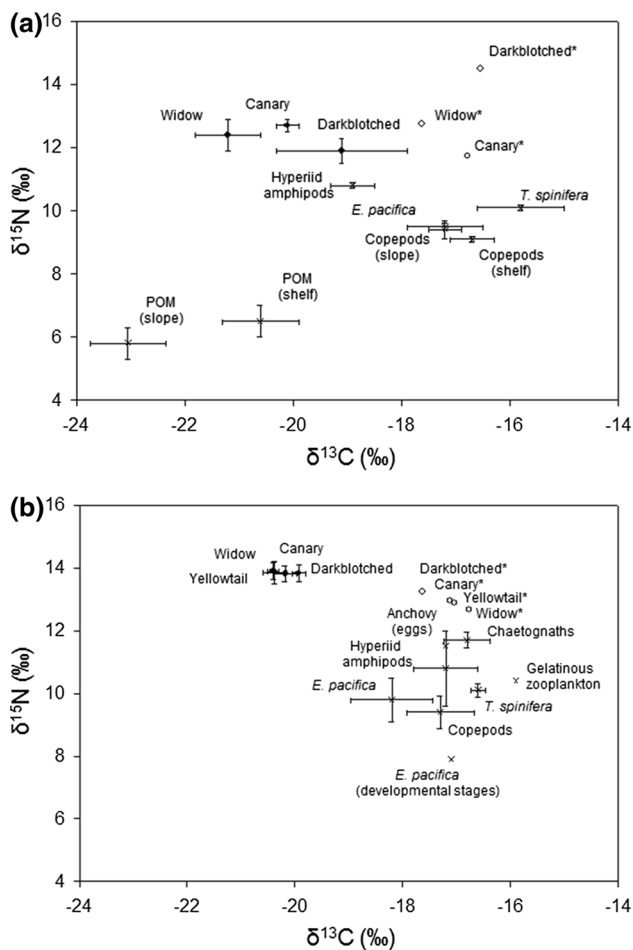 (a)
16
14
12
10
8
6
4
δ15N (‰)
Darkblotched*
Canary
Widow
Widow*
Darkblotched
Canary*
Hyperiid
amphipods
T. spinifera
E. pacifica
Copepods
(slope)
Copepods
(shelf)
POM
(slope)
POM
(shelf)
-24 -22 -20 -18 -16 -14
δ13C (‰)
(b)
16
14
12
10
8
6
4
δ15N (‰)
Widow Canary
Yellowtail
Darkblotched
Darkblotched*
Canary*
Yellowtail*
Widow*
Anchovy
(eggs)
Chaetognaths
Hyperiid
amphipods
Gelatinous
zooplankton
E. pacifica
T. spinifera
Copepods
E. pacifica
(developmental stages)
-24 -22 -20 -18 -16 -14
δ13C (‰)